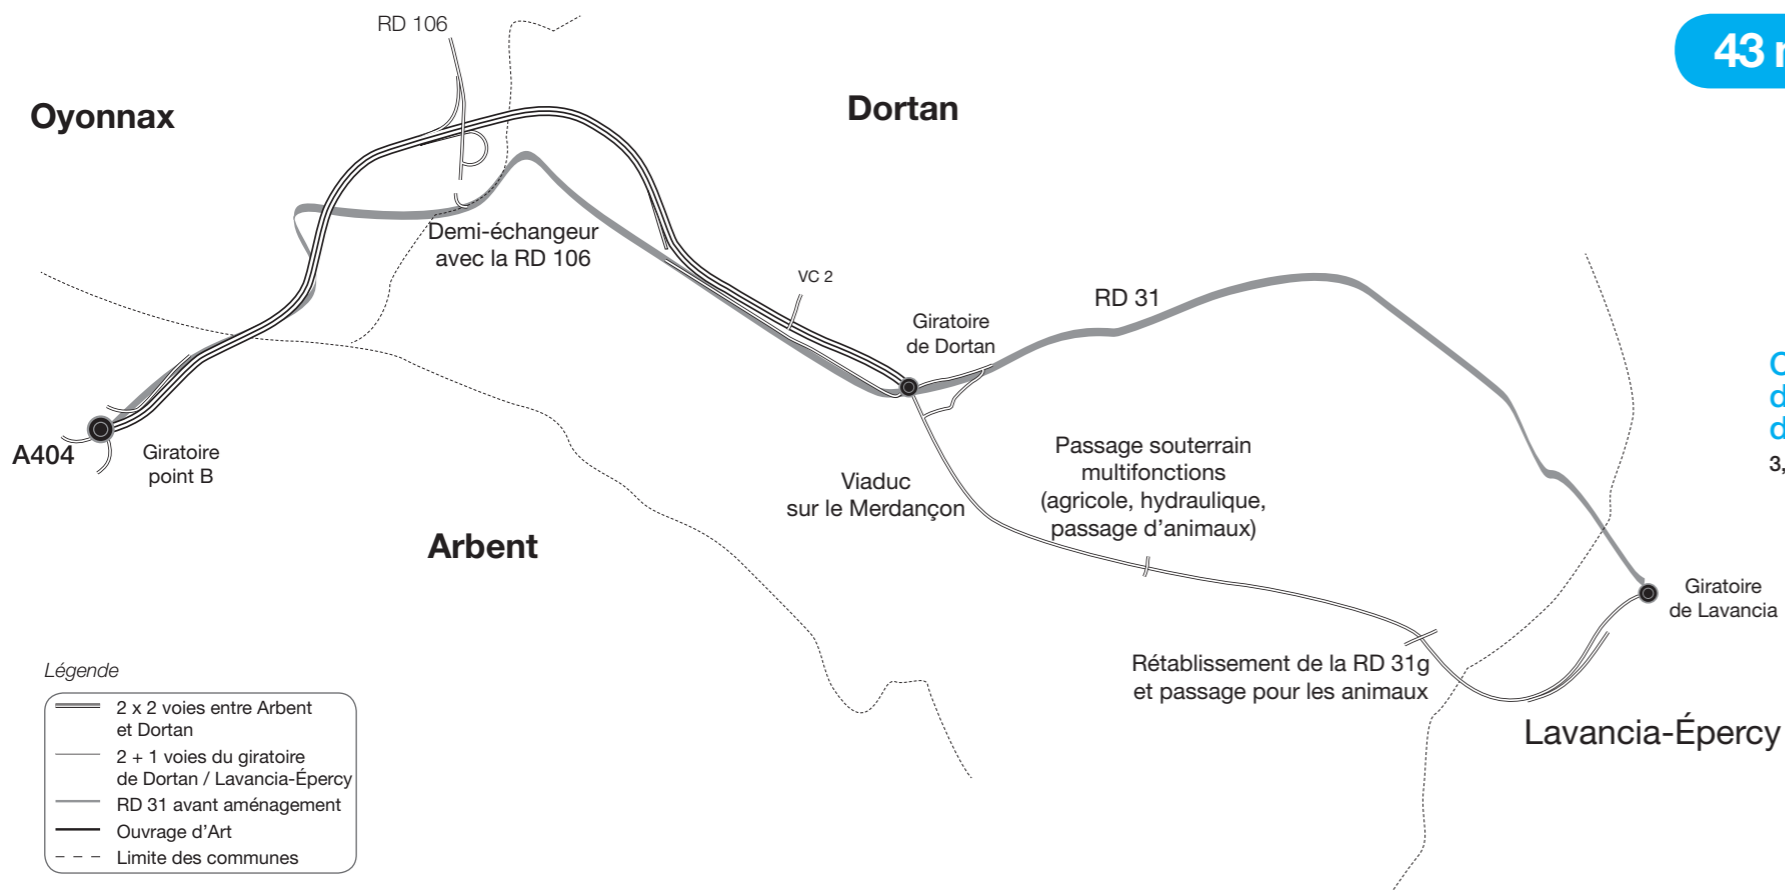 RD 106
43
Oyonnax
Dortan
Demi-échangeur
avec la RD 106
VC 2
RD 31
Giratoire
de Dortan
A404
Giratoire
point B
Passage souterrain
multifonctions
(agricole, hydraulique,
passage d'animaux)
Viaduc
sur le Merdançon
Arbent
Giratoire
de Lavancia
Rétablissement de la RD 31g
et passage pour les animaux
Lavancia-Épercy
Légende
2 x 2 voies entre Arbent
et Dortan
2 + 1 voies du giratoire
de Dortan / Lavancia-Épercy
RD 31 avant aménagement
Ouvrage d'Art
Limite des communes
3,